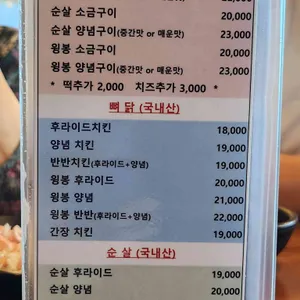 순살 소금구이 20,000
순살 양념구이(중간맛 or 매운맛) 23,000
윙봉 소금구이 20,000
윙봉 양념구이(중간맛 or 매운맛) 23,000
* 떡추가 2,000 치즈추가 3,000 *
뼈 닭 (국내산)
후라이드치킨 18,000
양념 치킨 19,000
반반치킨(후라이드+양념) 19,000
윙봉 후라이드 20,000
윙봉 양념 21,000
윙봉 반반(후라이드+양념) 22,000
간장 치킨 19,000
순 살 (국내산)
순살 후라이드 19,000
순살 양념 20,000